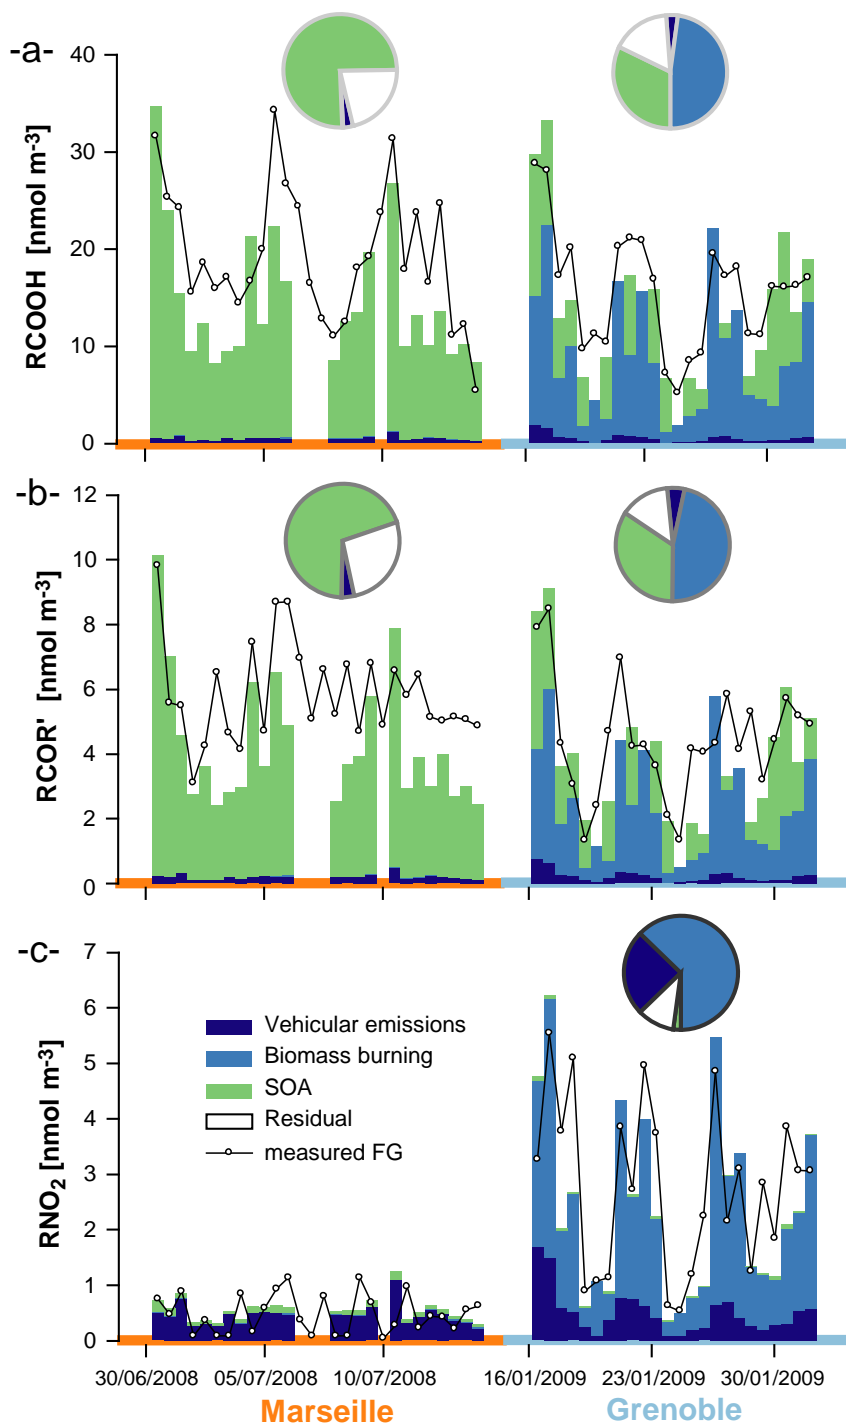 -a-
40
30
20
10
0
RCOOH [nmol m-3]
-b-
12
10
8
6
4
2
0
RCOR' [nmol m-3]
-c-
7
6
5
4
3
2
1
0
RNO2 [nmol m-3]
Vehicular emissions
Biomass burning
SOA
Residual
measured FG
30/06/2008 05/07/2008 10/07/2008 16/01/2009 23/01/2009 30/01/2009
Marseille Grenoble